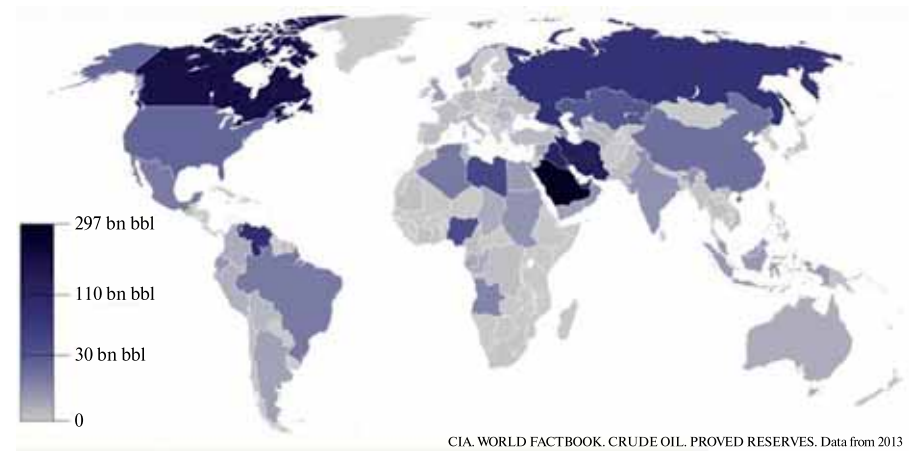 297 bn bbl
110 bn bbl
30 bn bbl
0
CIA. WORLD FACTBOOK. CRUDE OIL. PROVED RESERVES. Data from 2013